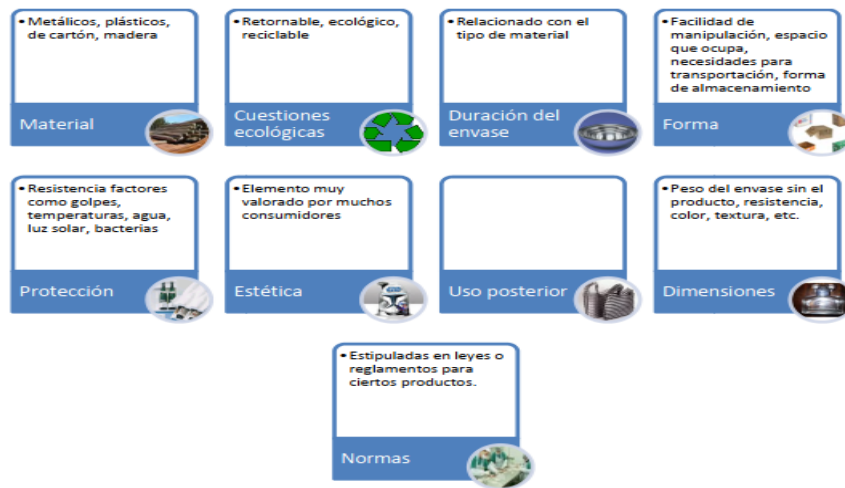 • Metálicos, plásticos,
de cartón, madera
Material
• Retornable, ecológico,
reciclable
Cuestiones
ecológicas
• Relacionado con el
tipo de material
Duración del
envase
• Facilidad de
manipulación, espacio
que ocupa,
necesidades para
transportación, forma
de almacenamiento
Forma
• Resistencia factores
como golpes,
temperaturas, agua,
luz solar, bacterias
Protección
• Elemento muy
valorado por muchos
consumidores
Estética
Uso posterior
• Peso del envase sin el
producto, resistencia,
color, textura, etc.
Dimensiones
• Estipuladas en leyes o
reglamentos para
ciertos productos.
Normas